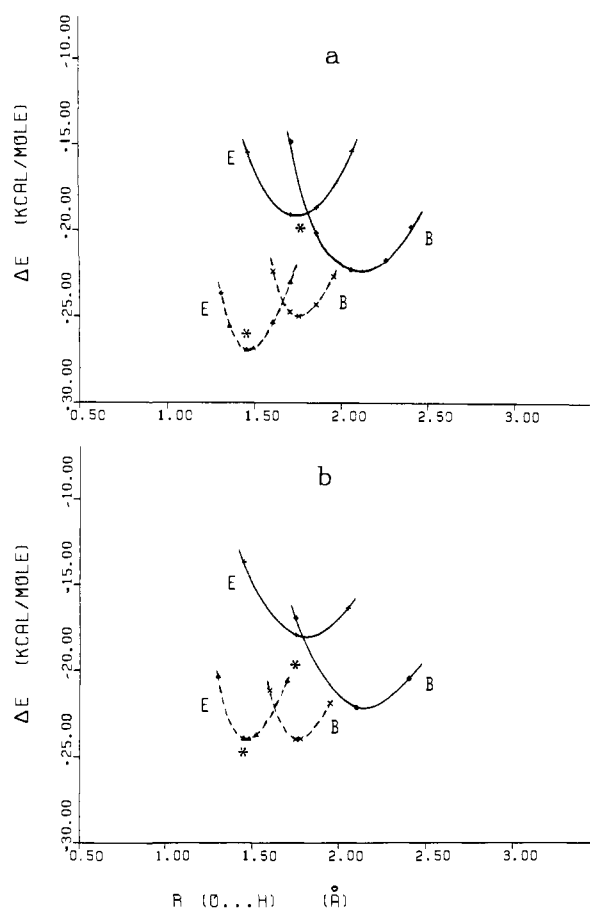 a
-10.00
-15.00
-20.00
-25.00
-30.00
ΔE (KCAL/MOLE)
E
*
B
E
*
B
0.50 1.00 1.50 2.00 2.50 3.00
b
-10.00
-15.00
-20.00
-25.00
-30.00
ΔE (KCAL/MOLE)
E
*
B
E
*
B
0.50 1.00 1.50 2.00 2.50 3.00
R (O...H) (Å)